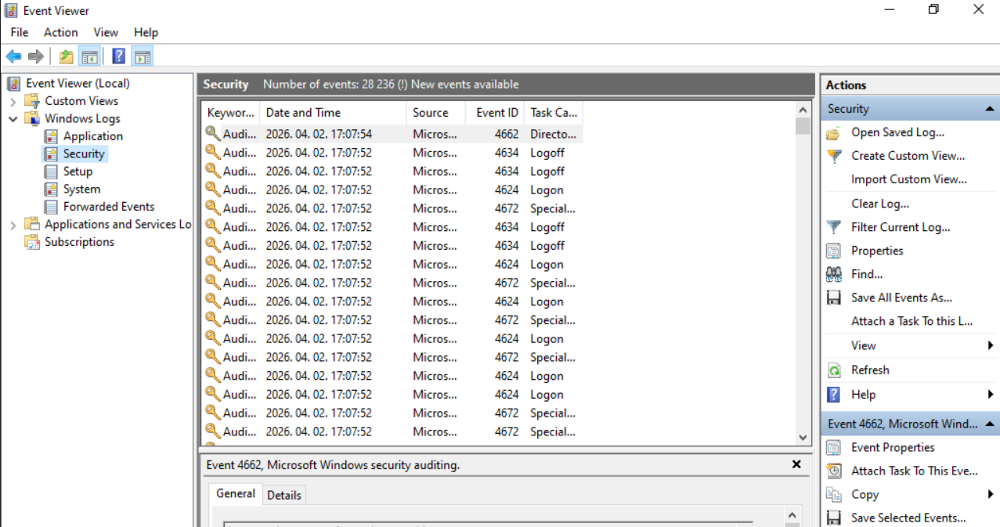 Event Viewer
File Action View Help
Event Viewer (Local)
Custom Views
Windows Logs
Application
Security
Setup
System
Forwarded Events
Applications and Services Lo
Subscriptions
Security Number of events: 28 236 (!) New events available
Keywor... Date and Time Source Event ID Task Ca...
Audi... 2026. 04. 02. 17:07:54 Micros... 4662 Directo...
Audi... 2026. 04. 02. 17:07:52 Micros... 4634 Logoff
Audi... 2026. 04. 02. 17:07:52 Micros... 4634 Logoff
Audi... 2026. 04. 02. 17:07:52 Micros... 4624 Logon
Audi... 2026. 04. 02. 17:07:52 Micros... 4672 Special...
Audi... 2026. 04. 02. 17:07:52 Micros... 4634 Logoff
Audi... 2026. 04. 02. 17:07:52 Micros... 4634 Logoff
Audi... 2026. 04. 02. 17:07:52 Micros... 4624 Logon
Audi... 2026. 04. 02. 17:07:52 Micros... 4672 Special...
Audi... 2026. 04. 02. 17:07:52 Micros... 4624 Logon
Audi... 2026. 04. 02. 17:07:52 Micros... 4672 Special...
Audi... 2026. 04. 02. 17:07:52 Micros... 4624 Logon
Audi... 2026. 04. 02. 17:07:52 Micros... 4672 Special...
Audi... 2026. 04. 02. 17:07:52 Micros... 4624 Logon
Audi... 2026. 04. 02. 17:07:52 Micros... 4624 Logon
Audi... 2026. 04. 02. 17:07:52 Micros... 4672 Special...
Audi... 2026. 04. 02. 17:07:52 Micros... 4672 Special...
Event 4662, Microsoft Windows security auditing.
General Details
Actions
Security
Open Saved Log...
Create Custom View...
Import Custom View...
Clear Log...
Filter Current Log...
Properties
Find...
Save All Events As...
Attach a Task To this L...
View
Refresh
Help
Event 4662, Microsoft Wind...
Event Properties
Attach Task To This Eve...
Copy
Save Selected Events...